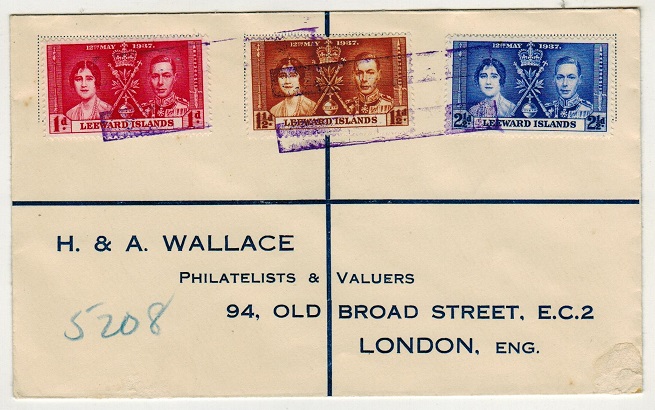 12TH MAY 1937.
1d d
LEEWARD ISLANDS
12TH MAY 1937.
1½d 1½d
LEEWARD ISLANDS
12TH MAY 1937.
2½d 2½d
LEEWARD ISLANDS
H. & A. WALLACE
PHILATELISTS & VALUERS
94, OLD BROAD STREET, E.C.2
LONDON, ENG.
5208